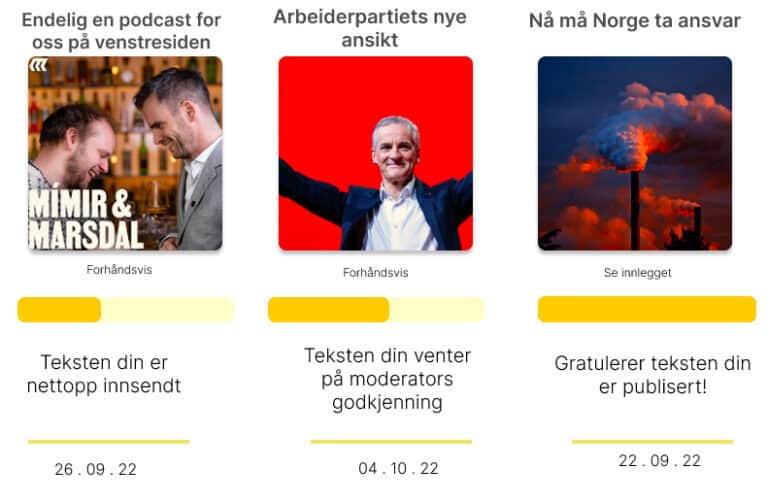 Endelig en podcast for
oss på venstresiden
MÍMIR &
MARSDAL
Forhåndsvis
Teksten din er
nettopp innsendt
26 . 09 . 22
Arbeiderpartiets nye
ansikt
Forhåndsvis
Teksten din venter
på moderators
godkjenning
04 . 10 . 22
Nå må Norge ta ansvar
Se innlegget
Gratulerer teksten din
er publisert!
22 . 09 . 22